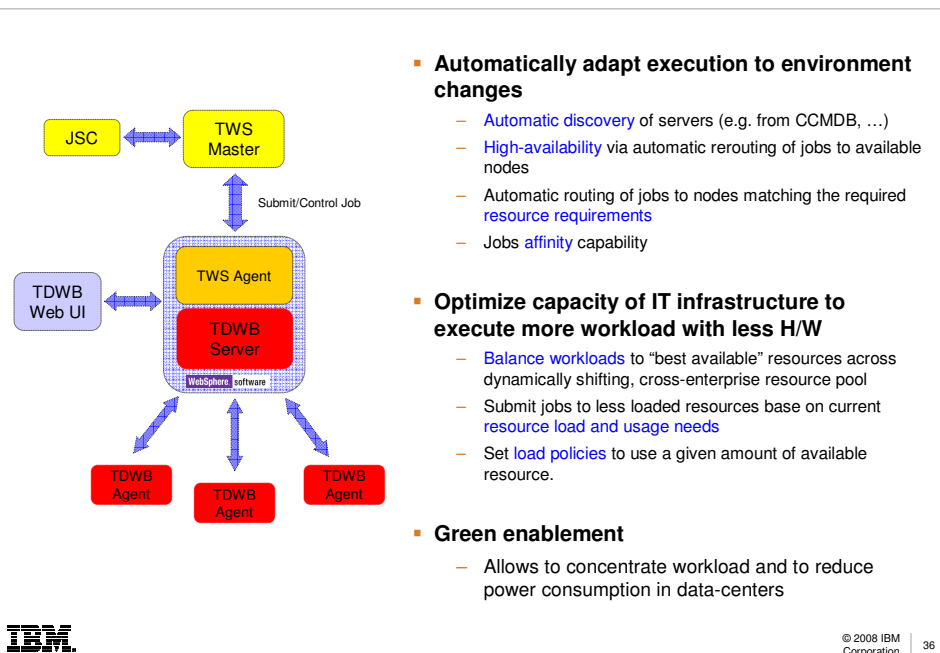 JSC
TWS
Master
Submit/Control Job
TWS Agent
TDWB
Web UI
TDWB
Server
WebSphere software
TDWB
Agent
TDWB
Agent
TDWB
Agent
Automatically adapt execution to environment
changes
– Automatic discovery of servers (e.g. from CCMDB, …)
– High-availability via automatic rerouting of jobs to available
nodes
– Automatic routing of jobs to nodes matching the required
resource requirements
– Jobs affinity capability
Optimize capacity of IT infrastructure to
execute more workload with less H/W
– Balance workloads to “best available” resources across
dynamically shifting, cross-enterprise resource pool
– Submit jobs to less loaded resources base on current
resource load and usage needs
– Set load policies to use a given amount of available
resource.
Green enablement
– Allows to concentrate workload and to reduce
power consumption in data-centers
IBM.
© 2008 IBM
Corporation
36